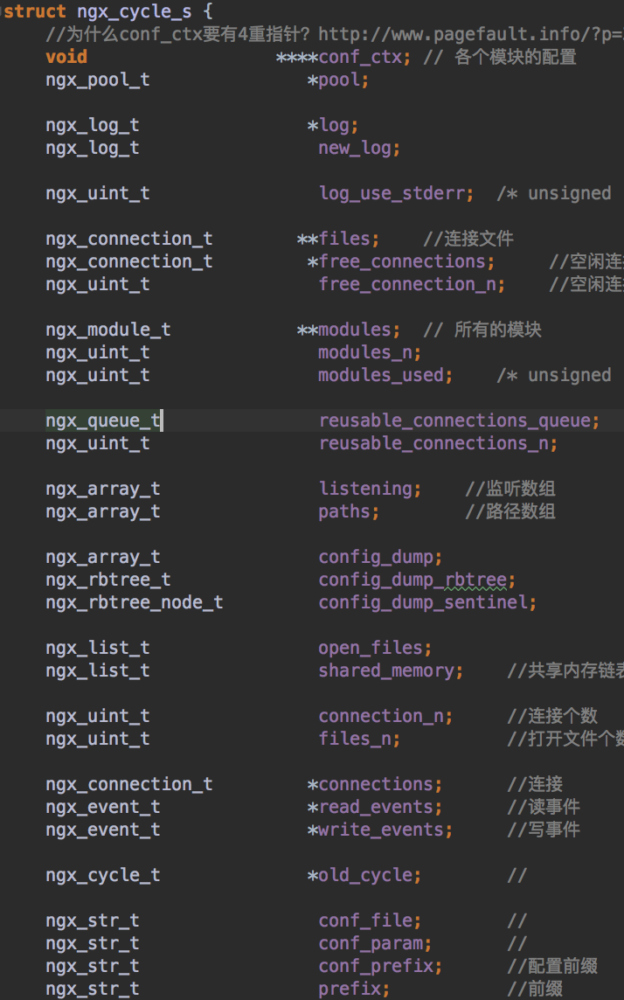 struct ngx_cycle_s {
//为什么conf_ctx要有4重指针? http://www.pagefault.info/?p=
void ****conf_ctx; // 各个模块的配置
ngx_pool_t *pool;
ngx_log_t *log;
ngx_log_t new_log;
ngx_uint_t log_use_stderr; /* unsigned
ngx_connection_t **files; //连接文件
ngx_connection_t *free_connections; //空闲连
ngx_uint_t free_connection_n; //空闲连
ngx_module_t **modules; // 所有的模块
ngx_uint_t modules_n;
ngx_uint_t modules_used; /* unsigned
ngx_queue_t reusable_connections_queue;
ngx_uint_t reusable_connections_n;
ngx_array_t listening; //监听数组
ngx_array_t paths; //路径数组
ngx_array_t config_dump;
ngx_rbtree_t config_dump_rbtree;
ngx_rbtree_node_t config_dump_sentinel;
ngx_list_t open_files;
ngx_list_t shared_memory; //共享内存链表
ngx_uint_t connection_n; //连接个数
ngx_uint_t files_n; //打开文件个数
ngx_connection_t *connections; //连接
ngx_event_t *read_events; //读事件
ngx_event_t *write_events; //写事件
ngx_cycle_t *old_cycle; //
ngx_str_t conf_file; //
ngx_str_t conf_param; //
ngx_str_t conf_prefix; //配置前缀
ngx_str_t prefix; //前缀